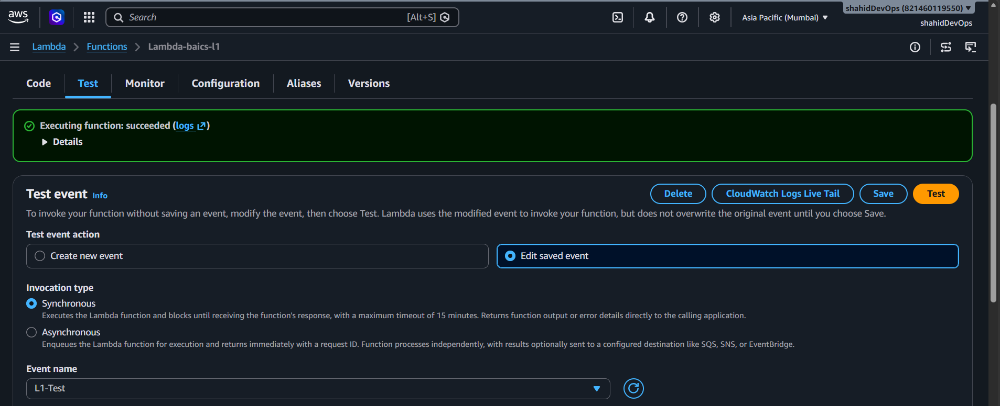 aws
Search [Alt+S]
Asia Pacific (Mumbai)
shahidDevOps (821460119550)
shahidDevOps
Lambda
Functions
Lambda-baics-l1
Code
Test
Monitor
Configuration
Aliases
Versions
Executing function: succeeded (logs)
Details
Test event Info
Delete
CloudWatch Logs Live Tail
Save
Test
To invoke your function without saving an event, modify the event, then choose Test. Lambda uses the modified event to invoke your function, but does not overwrite the original event until you choose Save.
Test event action
Create new event
Edit saved event
Invocation type
Synchronous
Executes the Lambda function and blocks until receiving the function's response, with a maximum timeout of 15 minutes. Returns function output or error details directly to the calling application.
Asynchronous
Enqueues the Lambda function for execution and returns immediately with a request ID. Function processes independently, with results optionally sent to a configured destination like SQS, SNS, or EventBridge.
Event name
L1-Test